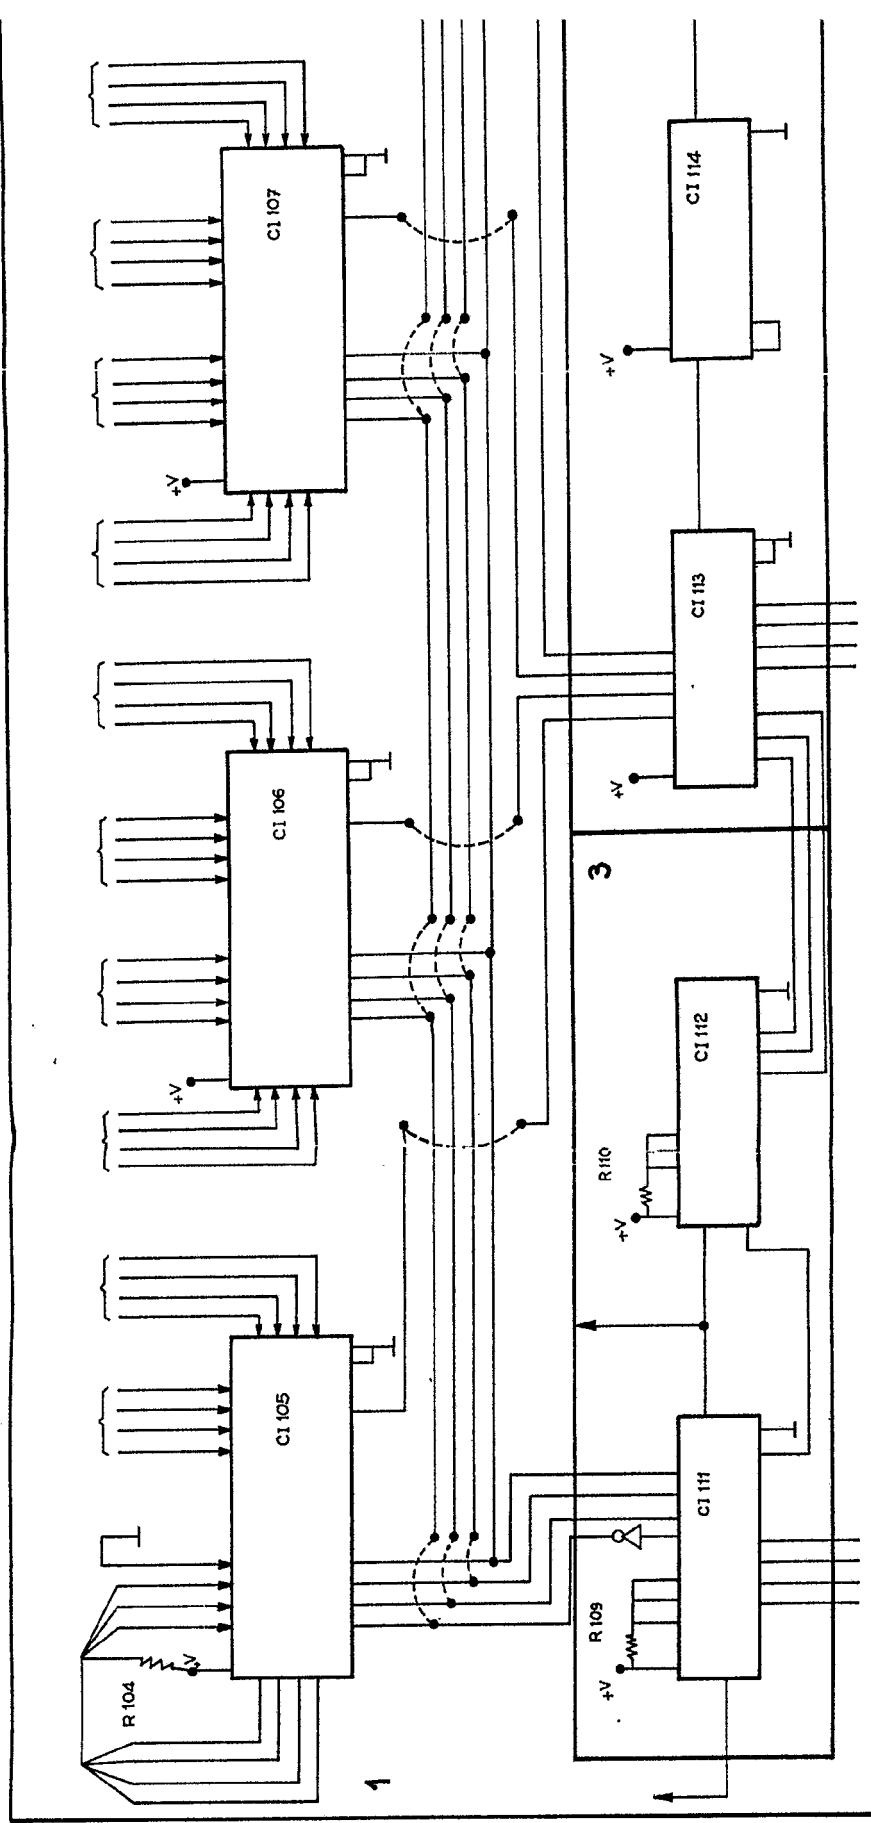 CI 107
+V
CI 106
+V
CI 105
+V
R 104
1
CI 114
+V
CI 113
+V
3
CI 112
R 110
+V
CI 111
R 109
+V